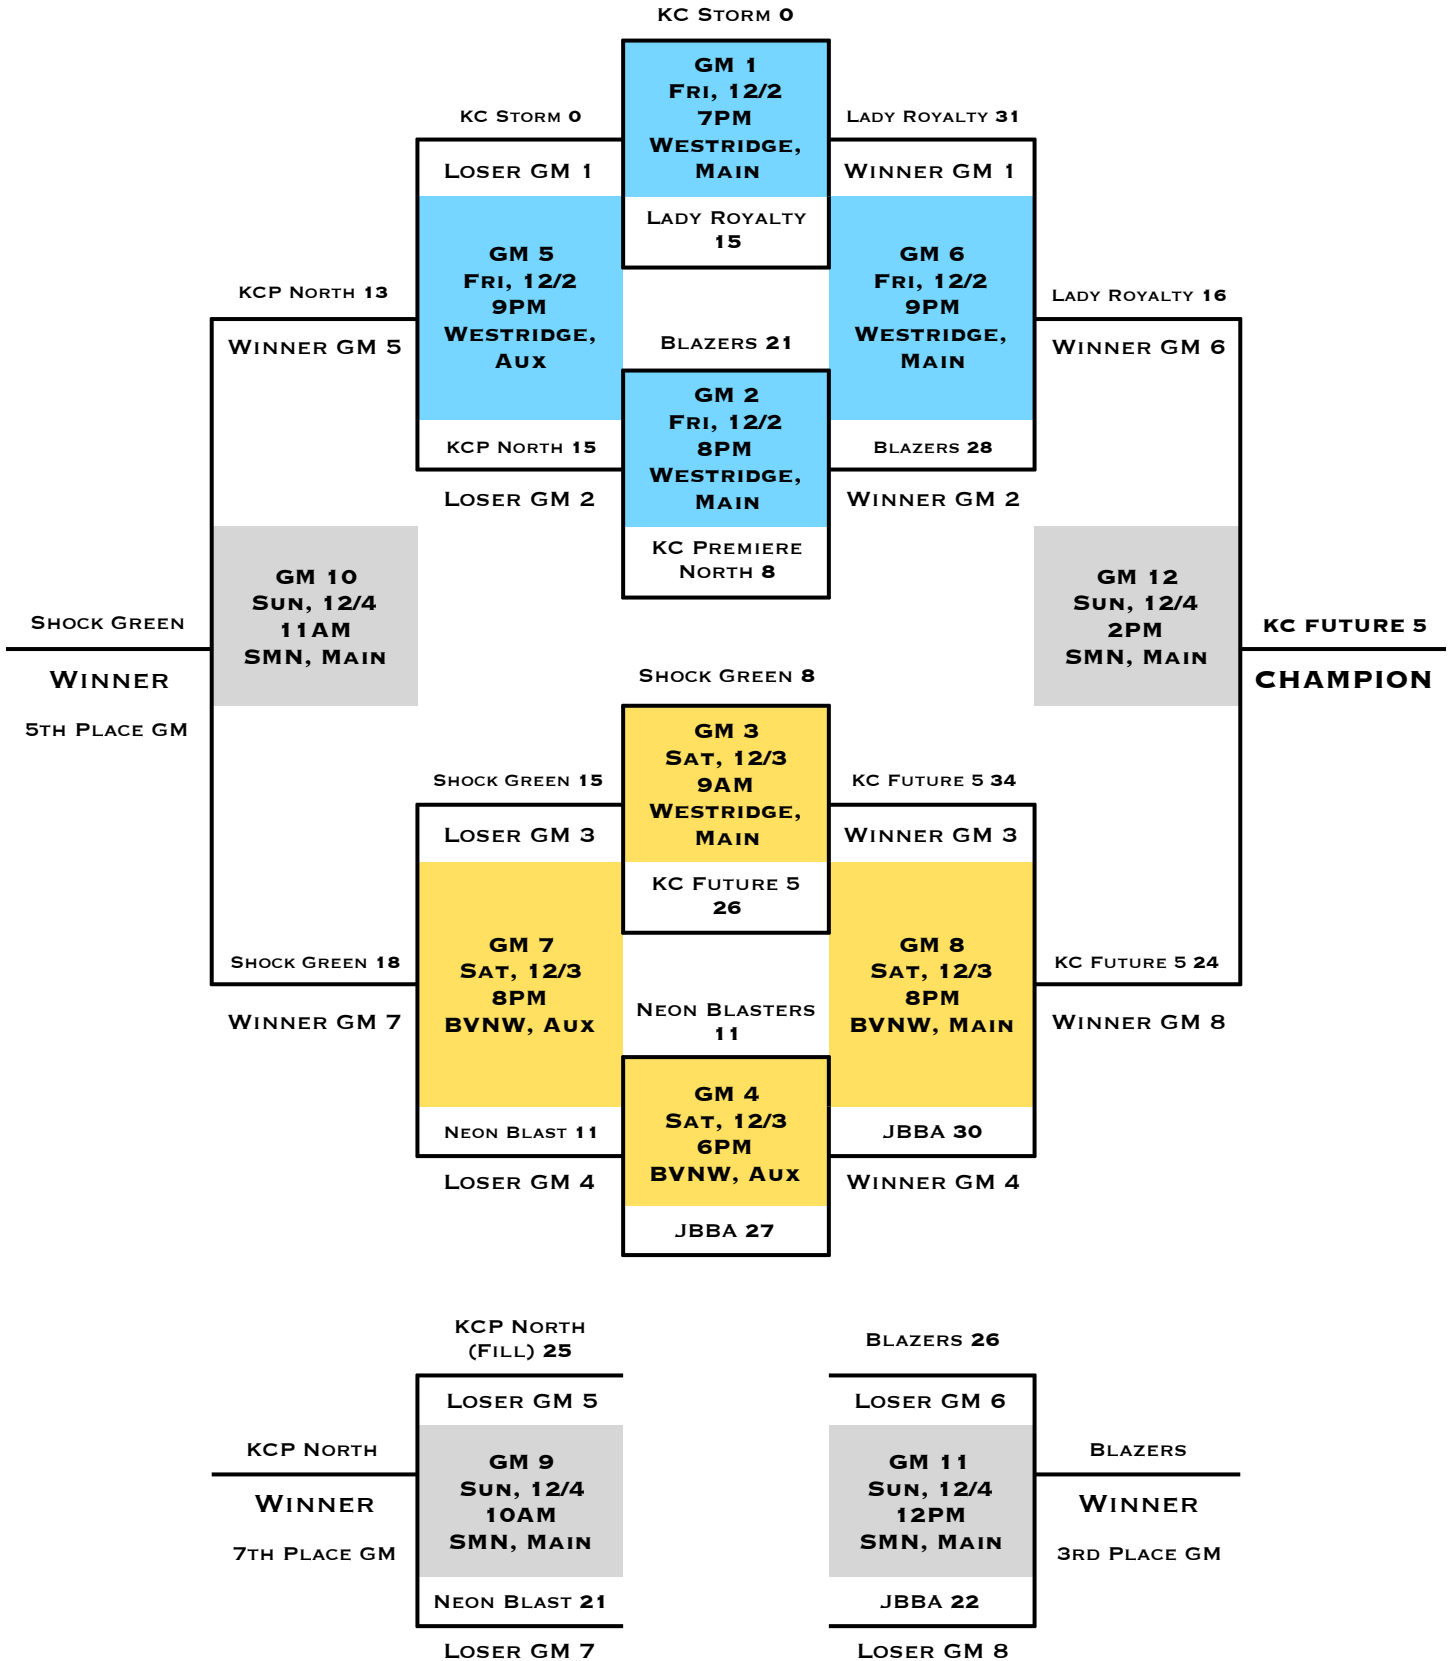 KC Storm 0
GM 1
Fri, 12/2
7PM
Westridge,
Main
Lady Royalty
15
KC Storm 0
Loser GM 1
Lady Royalty 31
Winner GM 1
GM 5
Fri, 12/2
9PM
Westridge,
Aux
GM 6
Fri, 12/2
9PM
Westridge,
Main
KCP North 13
Winner GM 5
Lady Royalty 16
Winner GM 6
Blazers 21
GM 2
Fri, 12/2
8PM
Westridge,
Main
KC Premiere
North 8
KCP North 15
Loser GM 2
Blazers 28
Winner GM 2
GM 10
Sun, 12/4
11AM
SMN, Main
GM 12
Sun, 12/4
2PM
SMN, Main
Shock Green
Winner
5th Place GM
KC FUTURE 5
CHAMPION
Shock Green 8
GM 3
Sat, 12/3
9AM
Westridge,
Main
KC Future 5
26
Shock Green 15
Loser GM 3
KC Future 5 34
Winner GM 3
GM 7
Sat, 12/3
8PM
BVNW, Aux
GM 8
Sat, 12/3
8PM
BVNW, Main
Shock Green 18
Winner GM 7
KC Future 5 24
Winner GM 8
Neon Blasters
11
GM 4
Sat, 12/3
6PM
BVNW, Aux
JBBA 27
Neon Blast 11
Loser GM 4
JBBA 30
Winner GM 4
KCP North
(Fill) 25
Loser GM 5
GM 9
Sun, 12/4
10AM
SMN, Main
Neon Blast 21
Loser GM 7
KCP North
Winner
7th Place GM
Blazers 26
Loser GM 6
GM 11
Sun, 12/4
12PM
SMN, Main
JBBA 22
Loser GM 8
Blazers
Winner
3rd Place GM